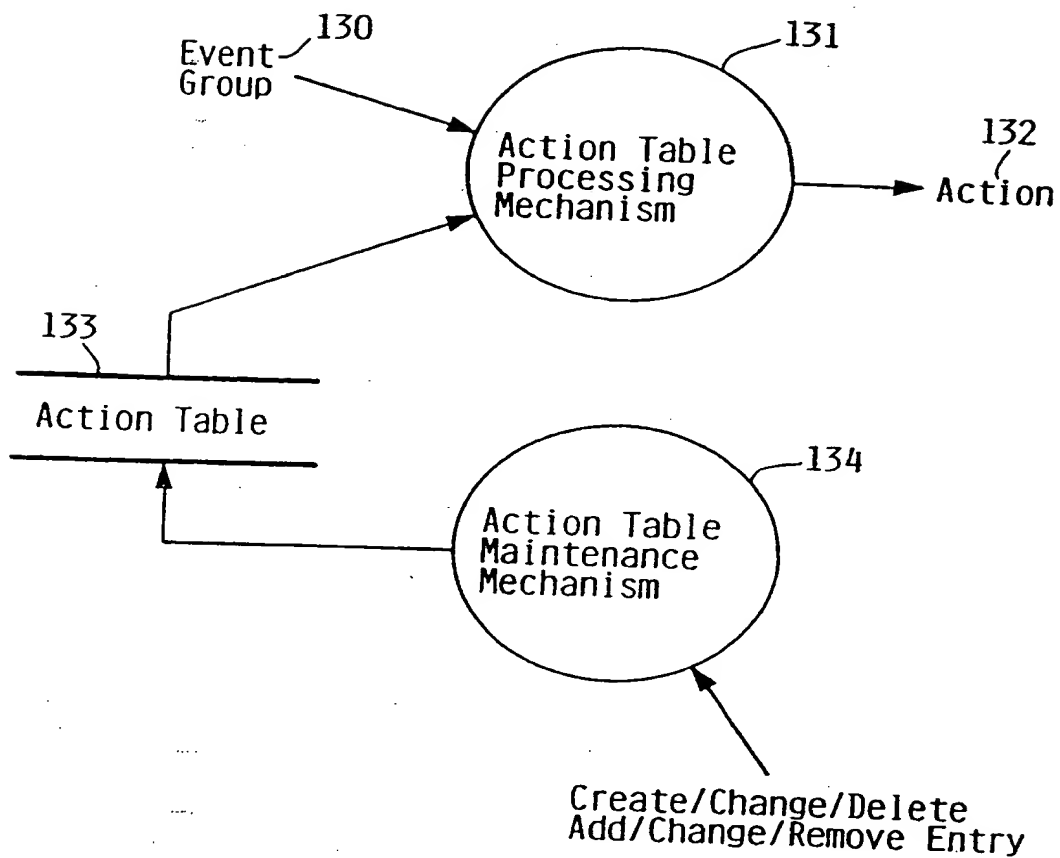 130
Event
Group
131
Action Table
Processing
Mechanism
132
Action
133
Action Table
134
Action Table
Maintenance
Mechanism
Create/Change/Delete
Add/Change/Remove Entry